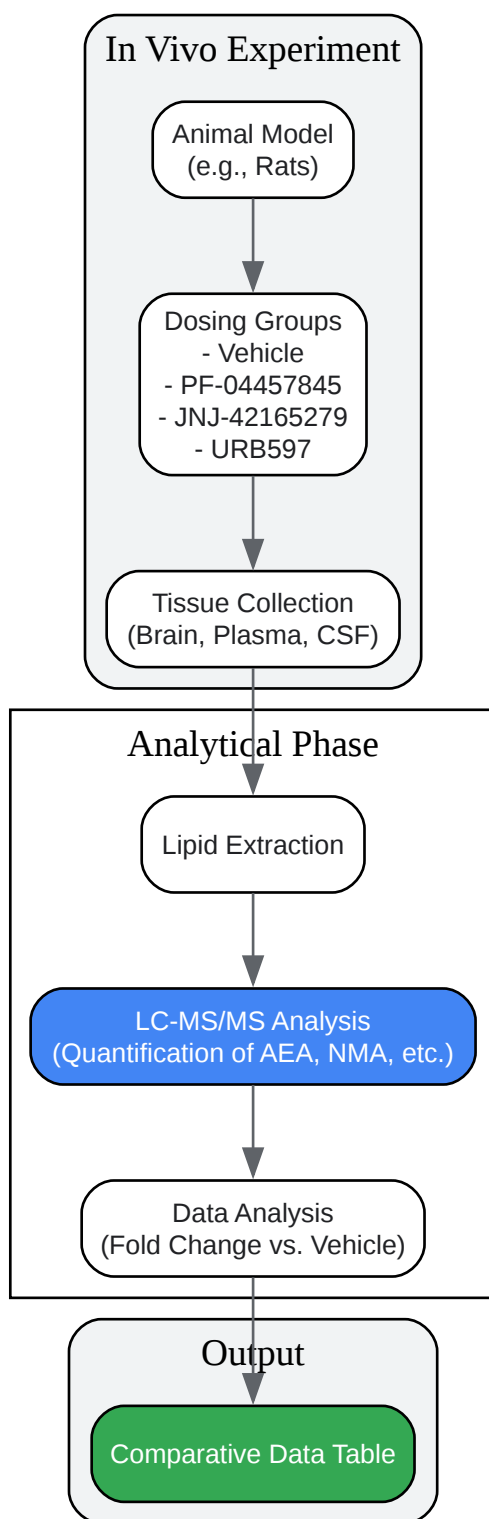 In Vivo Experiment
Animal Model
(e.g., Rats)
Dosing Groups
- Vehicle
- PF-04457845
- JNJ-42165279
- URB597
Tissue Collection
(Brain, Plasma, CSF)
Analytical Phase
Lipid Extraction
LC-MS/MS Analysis
(Quantification of AEA, NMA, etc.)
Data Analysis
(Fold Change vs. Vehicle)
Output
Comparative Data Table